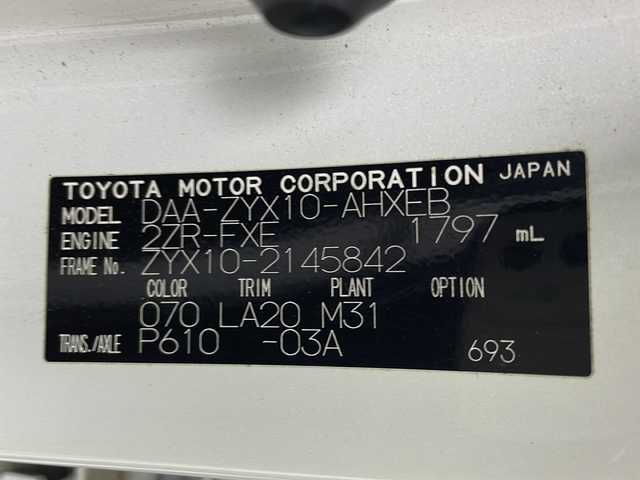 TOYOTA MOTOR CORPORATION JAPAN
MODEL DAA-ZYX10-AHXEB
ENGINE 2ZR-FXE 1797 mL
FRAME No. ZYX10-2145842
COLOR TRIM PLANT OPTION
070 LA20 M31
TRANS./AXLE P610 -03A 693